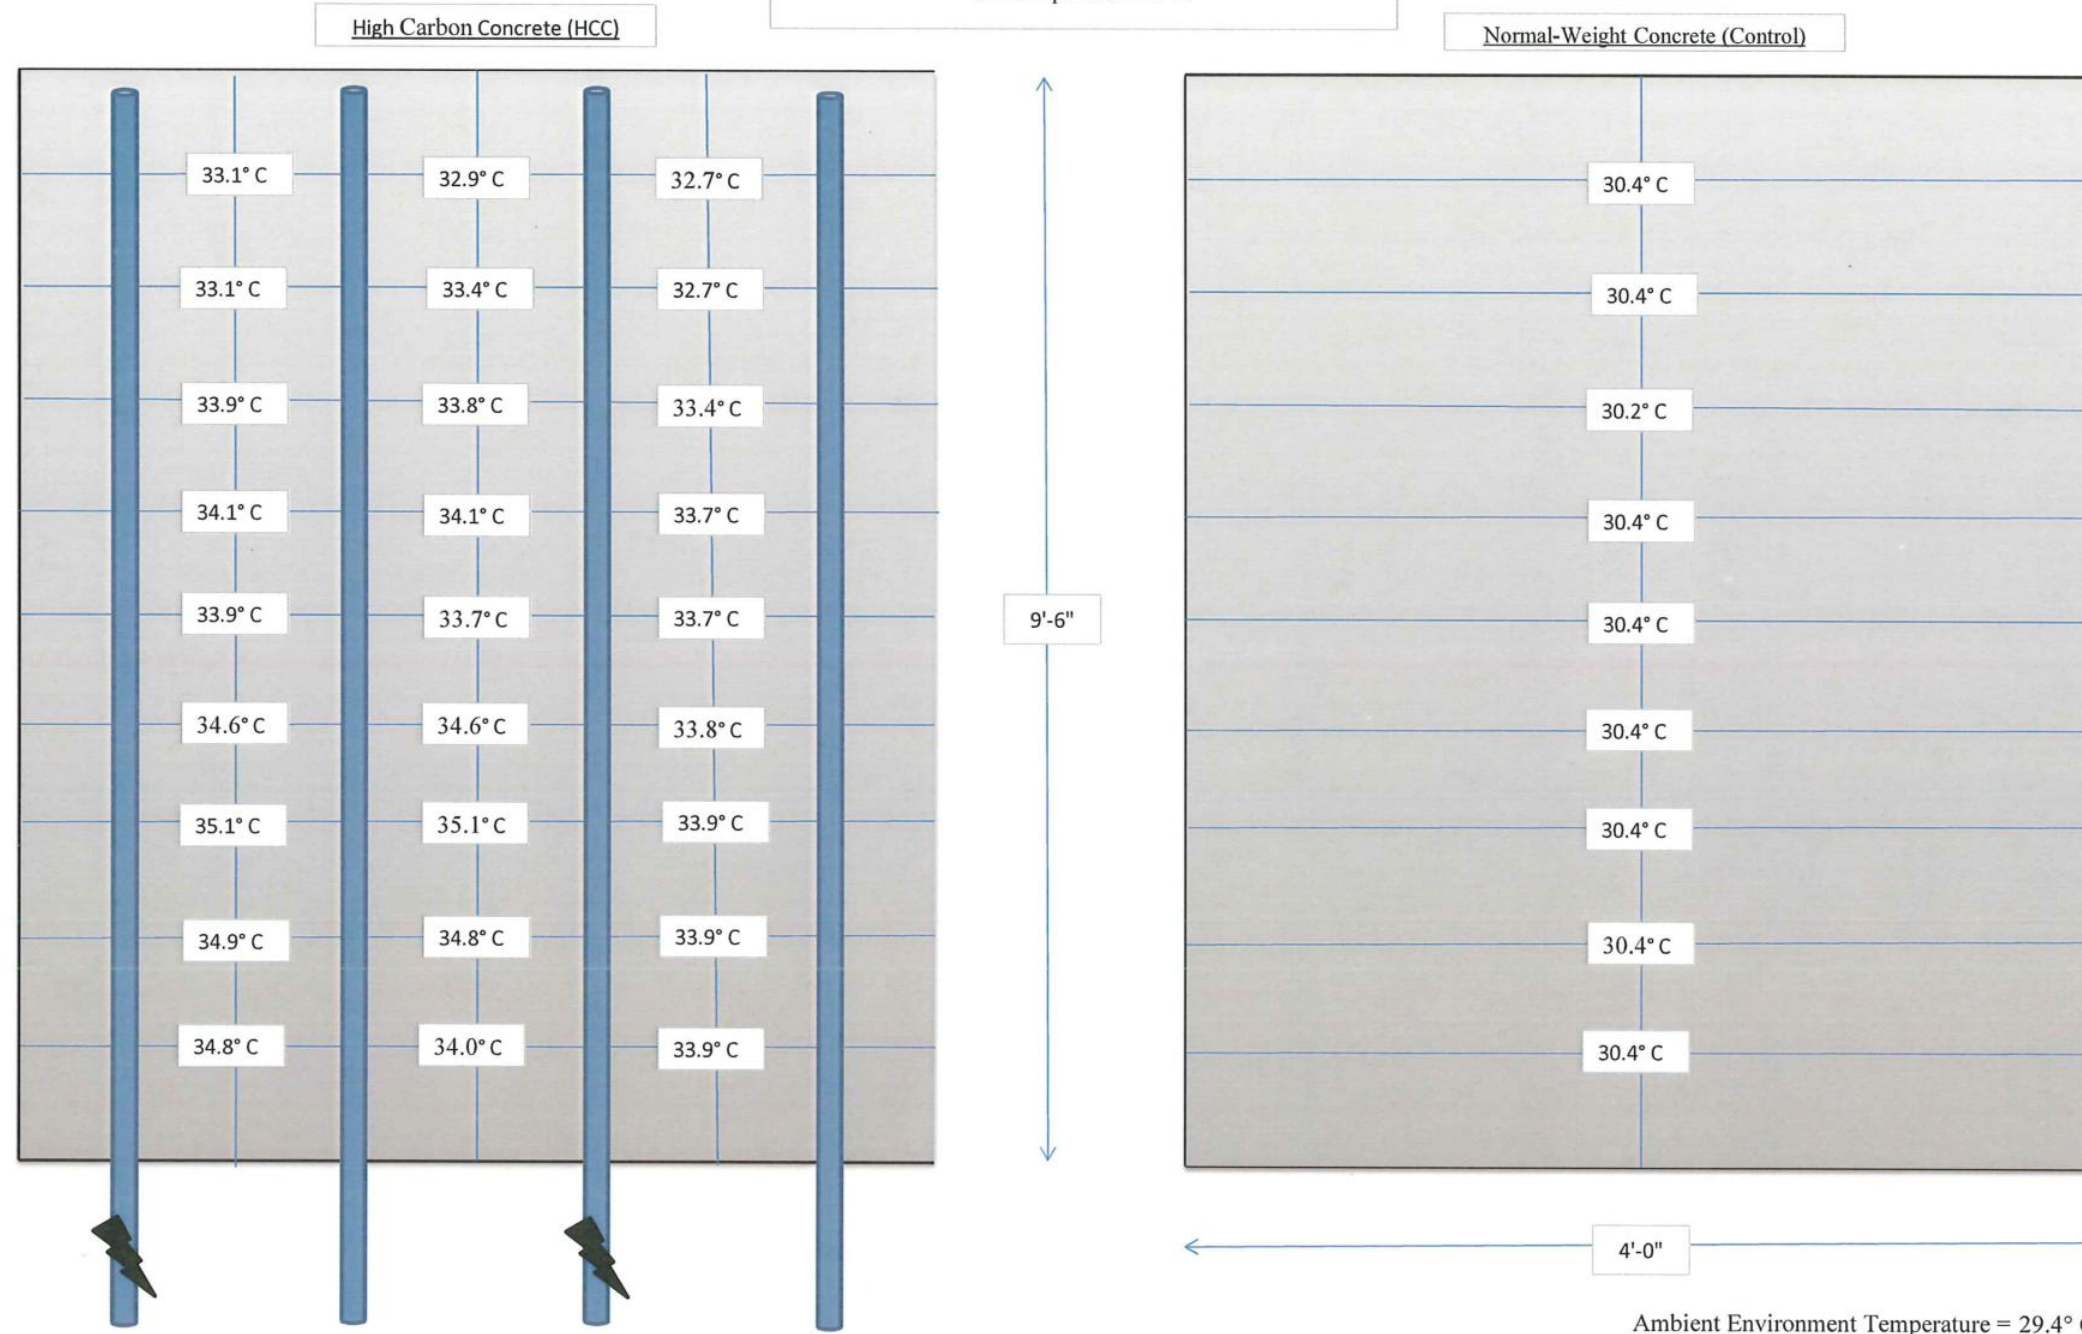 High Carbon Concrete (HCC)
Normal-Weight Concrete (Control)
33.1° C
32.9° C
32.7° C
30.4° C
33.1° C
33.4° C
32.7° C
30.4° C
33.9° C
33.8° C
33.4° C
30.2° C
34.1° C
34.1° C
33.7° C
30.4° C
33.9° C
33.7° C
33.7° C
9'-6"
30.4° C
34.6° C
34.6° C
33.8° C
30.4° C
35.1° C
35.1° C
33.9° C
30.4° C
34.9° C
34.8° C
33.9° C
30.4° C
34.8° C
34.0° C
33.9° C
30.4° C
4'-0"
Ambient Environment Temperature = 29.4°